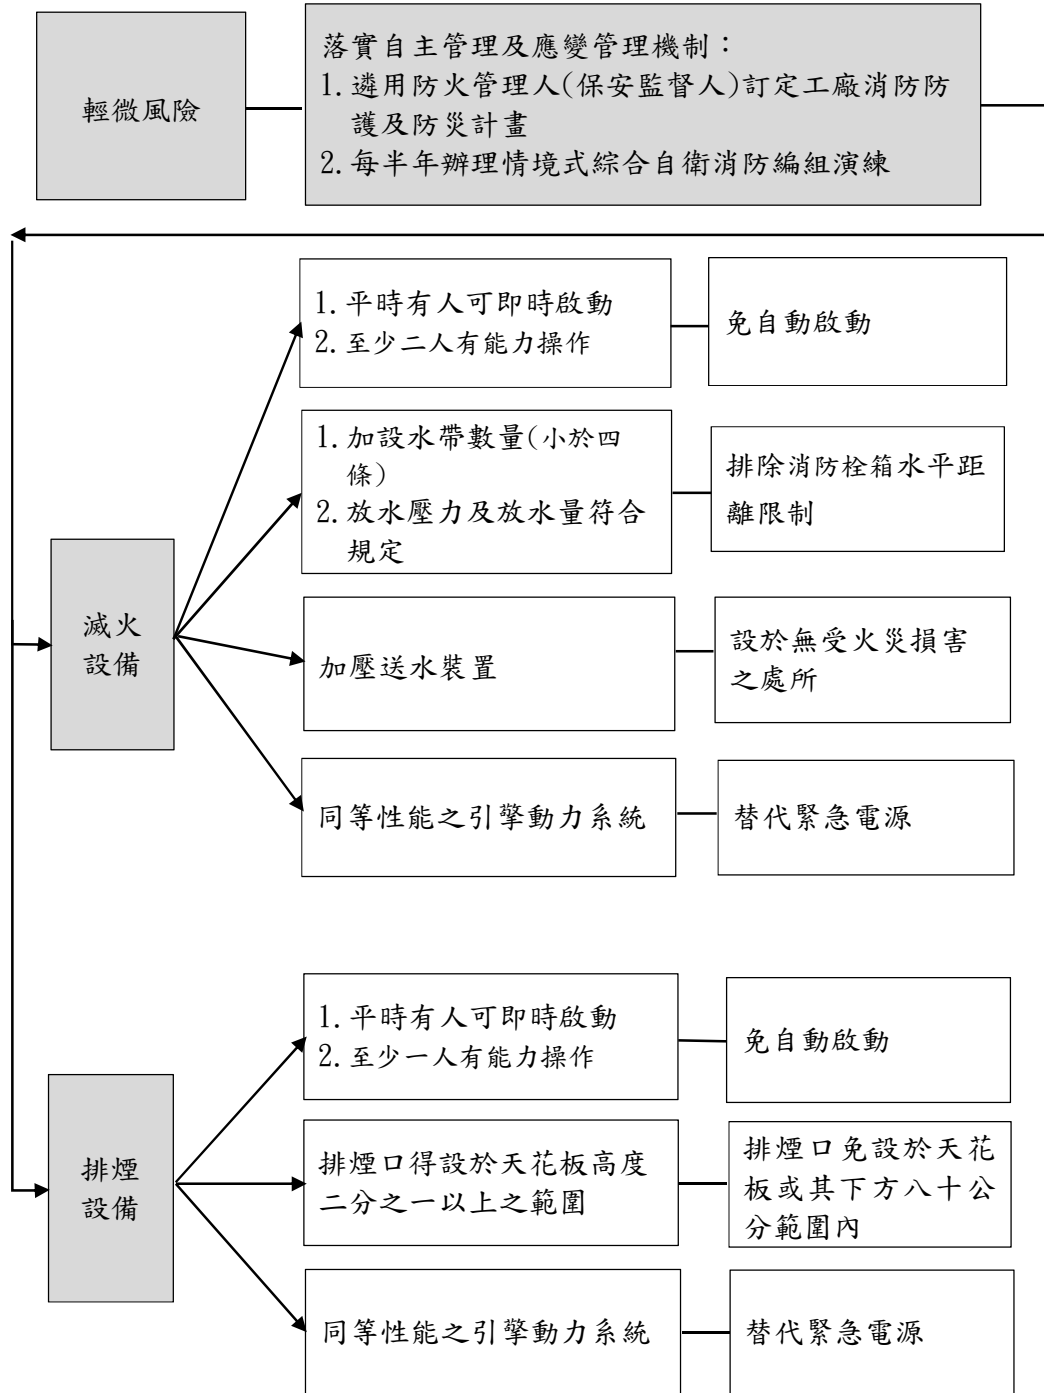 輕微風險
落實自主管理及應變管理機制：
1. 遴用防火管理人(保安監督人)訂定工廠消防防
護及防災計畫
2. 每半年辦理情境式綜合自衛消防編組演練
滅火
設備
1. 平時有人可即時啟動
2. 至少二人有能力操作
免自動啟動
1. 加設水帶數量(小於四
條)
2. 放水壓力及放水量符合
規定
排除消防栓箱水平距
離限制
加壓送水裝置
設於無受火災損害
之處所
同等性能之引擎動力系統
替代緊急電源
排煙
設備
1. 平時有人可即時啟動
2. 至少一人有能力操作
免自動啟動
排煙口得設於天花板高度
二分之一以上之範圍
排煙口免設於天花
板或其下方八十公
分範圍內
同等性能之引擎動力系統
替代緊急電源